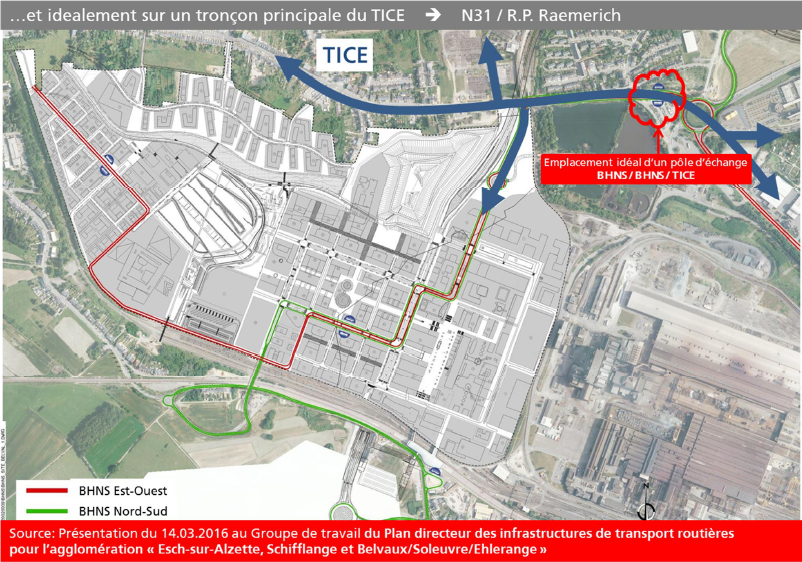 …et idealement sur un tronçon principale du TICE → N31 / R.P. Raemerich
TICE
Emplacement idéal d'un pôle d'échange
BHNS / BHNS / TICE
BHNS Est-Ouest
BHNS Nord-Sud
Source: Présentation du 14.03.2016 au Groupe de travail du Plan directeur des infrastructures de transport routières
pour l'agglomération « Esch-sur-Alzette, Schifflange et Belvaux/Soleuvre/Ehlerange »